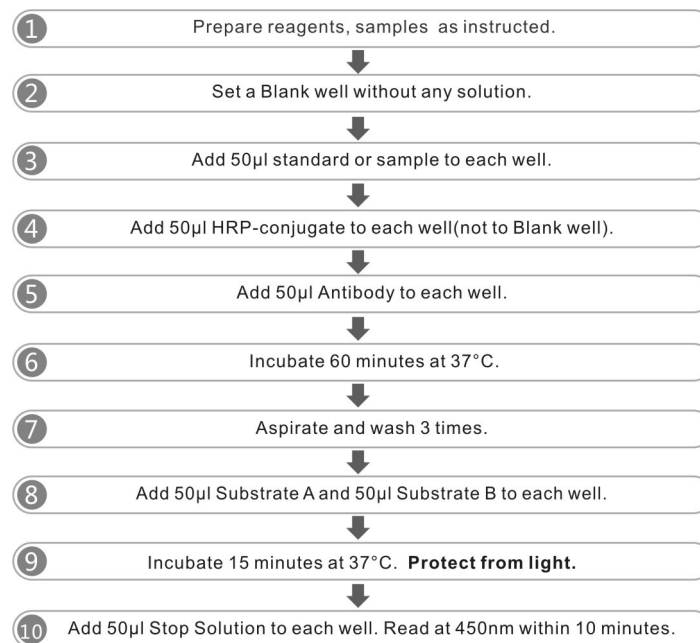 1 Prepare reagents, samples as instructed.
2 Set a Blank well without any solution.
3 Add 50µl standard or sample to each well.
4 Add 50µl HRP-conjugate to each well(not to Blank well).
5 Add 50µl Antibody to each well.
6 Incubate 60 minutes at 37°C.
7 Aspirate and wash 3 times.
8 Add 50µl Substrate A and 50µl Substrate B to each well.
9 Incubate 15 minutes at 37°C. Protect from light.
10 Add 50µl Stop Solution to each well. Read at 450nm within 10 minutes.